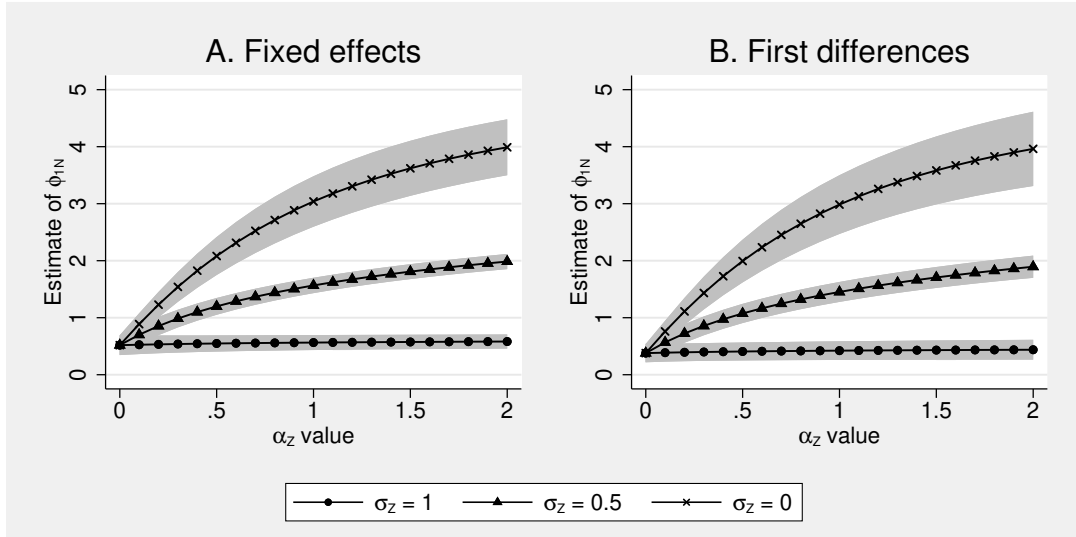 A. Fixed effects
Estimate of ϕ1N
5
4
3
2
1
0
0 .5 1 1.5 2
αZ value
B. First differences
Estimate of ϕ1N
5
4
3
2
1
0
0 .5 1 1.5 2
αZ value
σZ = 1 σZ = 0.5 σZ = 0